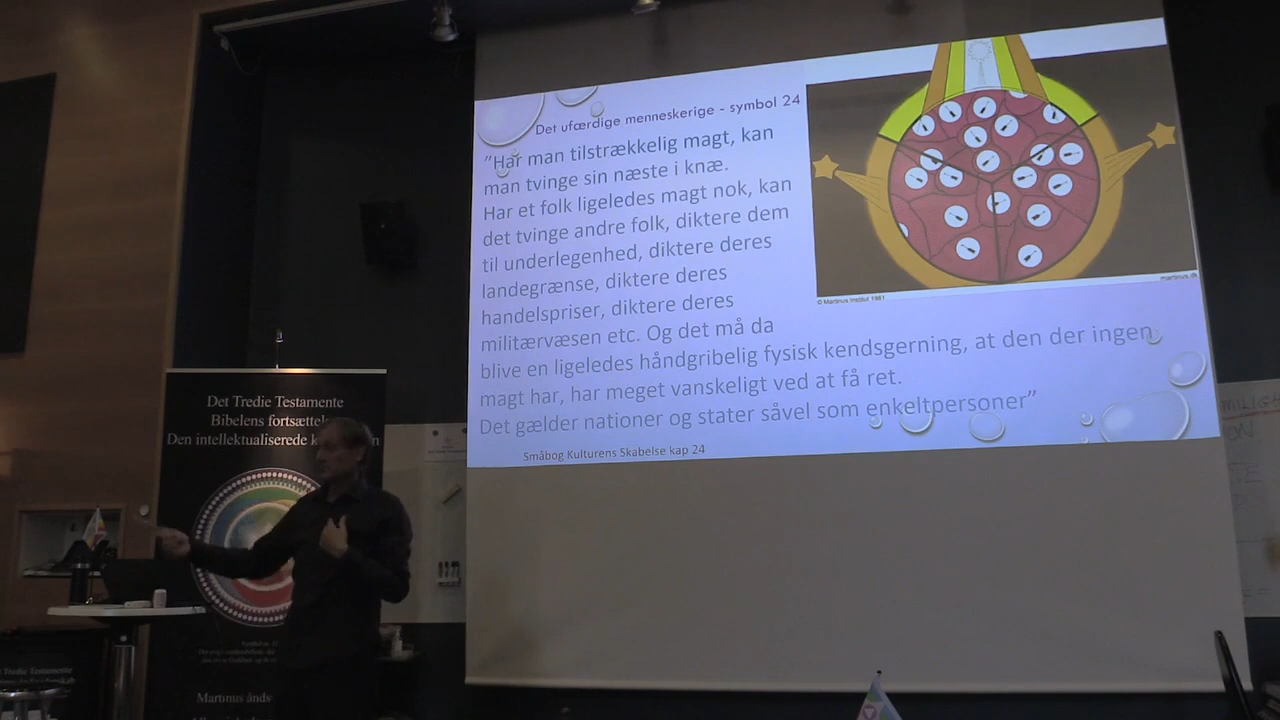 Det ufærdige menneskerige - symbol 24
”Har man tilstrækkelig magt, kan
man tvinge sin næste i knæ.
Har et folk ligeledes magt nok, kan
det tvinge andre folk, diktere dem
til underlegenhed, diktere deres
landegrænse, diktere deres
handelspriser, diktere deres
militærvæsen etc. Og det må da
blive en ligeledes håndgribelig fysisk kendsgerning, at den der ingen
magt har, har meget vanskeligt ved at få ret.
Det gælder nationer og stater såvel som enkeltpersoner”
Småbog Kulturens Skabelse kap 24
© Martinus Institut 1981
martinus.dk
Det Tredie Testamente
Bibelens fortsættel
Den intellektualiserede k
Martinus åndsv
t Tredie Testamente